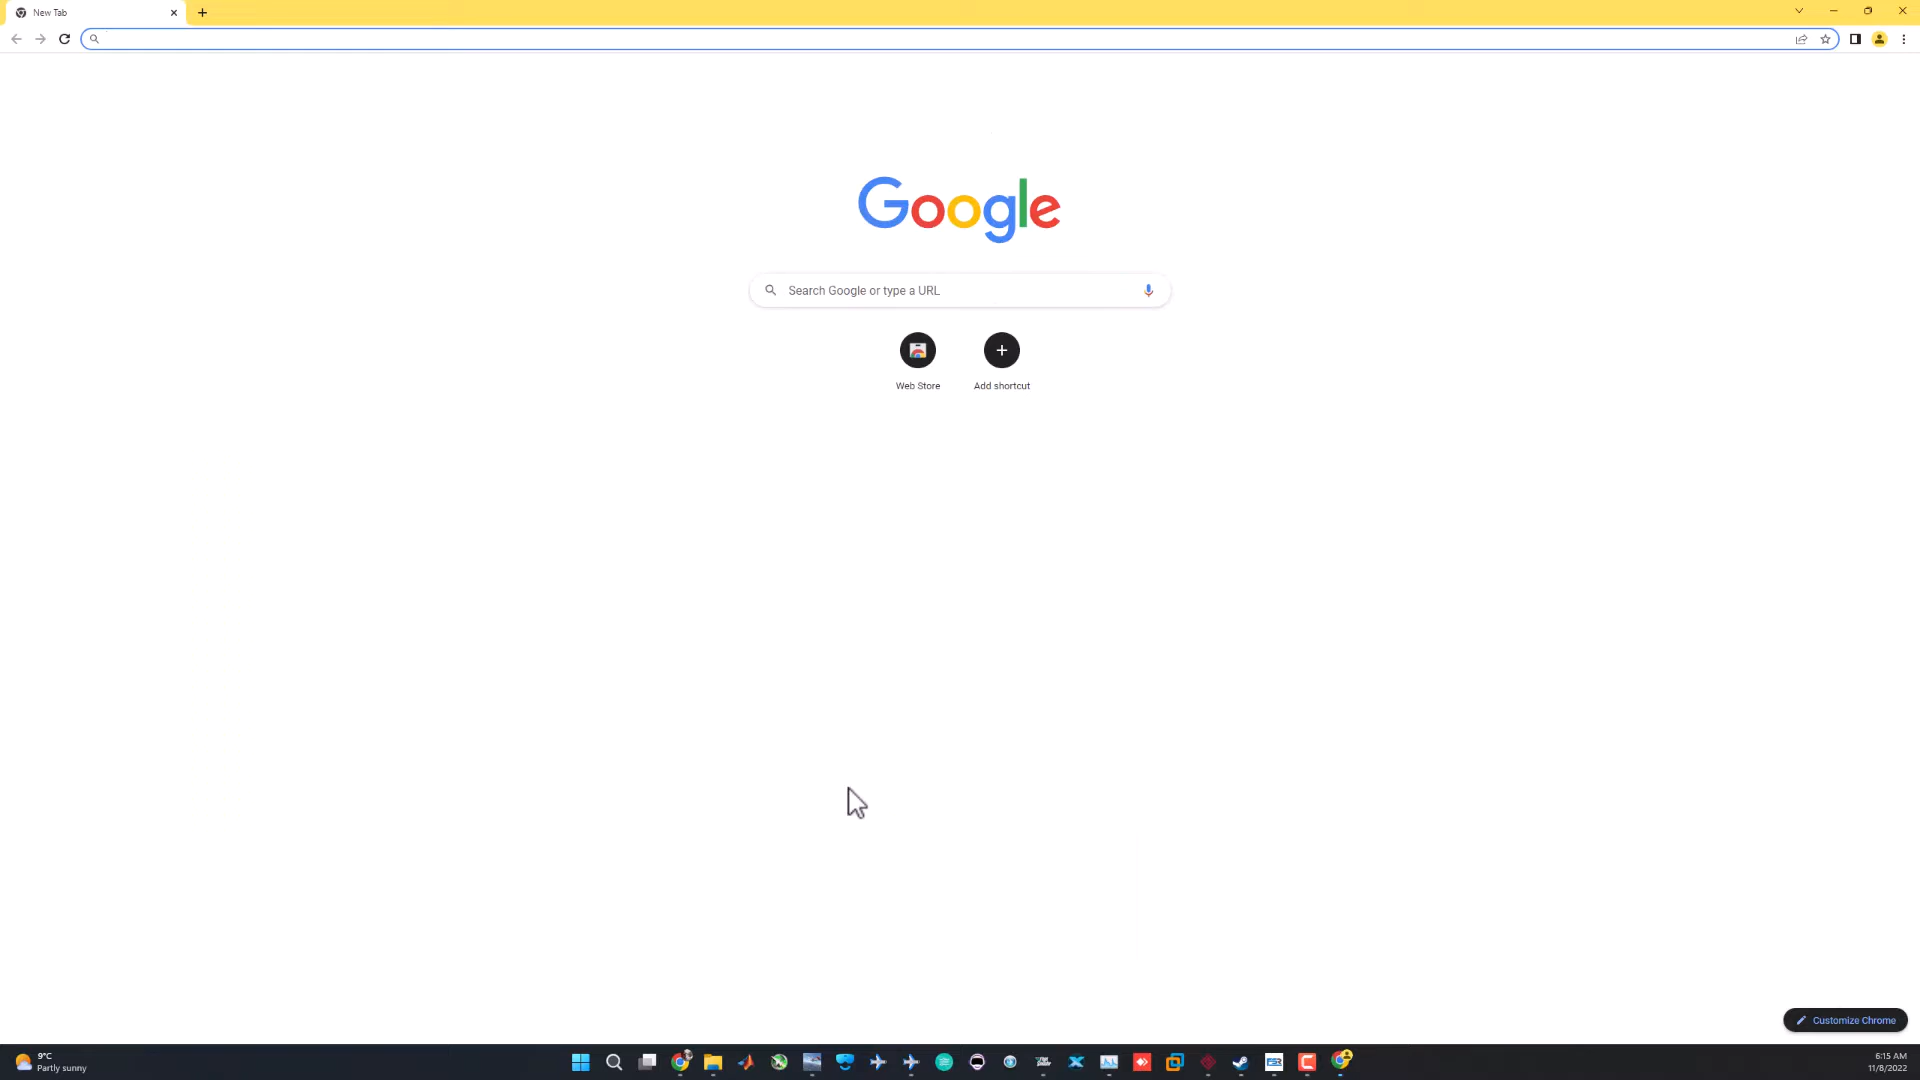 New Tab
Google
Search Google or type a URL
Web Store
Add shortcut
Customize Chrome
9°C
Partly sunny
6:15 AM
11/8/2022